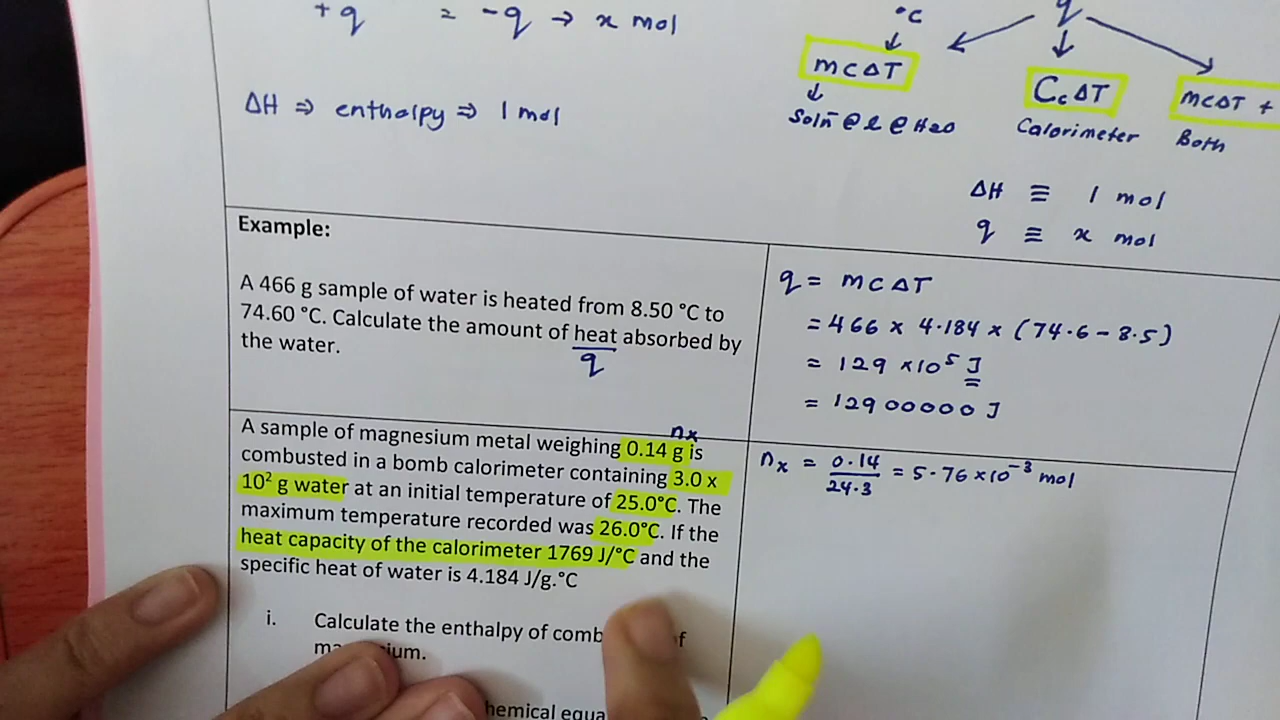 +q = -q → x mol
°C
q
↓ ↙ ↓ ↘
mcΔT
CcΔT
mcΔT +
↓
Solñ @ l @ H2O
Calorimeter
Both
ΔH ⇒ enthalpy ⇒ 1 mol
ΔH ≡ 1 mol
q ≡ x mol
Example:
A 466 g sample of water is heated from 8.50 °C to
74.60 °C. Calculate the amount of heat absorbed by
the water.
q
q = mcΔT
= 466 × 4.184 × (74.6 - 8.5)
= 129 ×10⁵ J
= 12900000 J
nx
A sample of magnesium metal weighing 0.14 g is
combusted in a bomb calorimeter containing 3.0 x
10² g water at an initial temperature of 25.0°C. The
maximum temperature recorded was 26.0°C. If the
heat capacity of the calorimeter 1769 J/°C and the
specific heat of water is 4.184 J/g.°C
i. Calculate the enthalpy of comb
nx = 0.14 / 24.3 = 5.76 ×10⁻³ mol